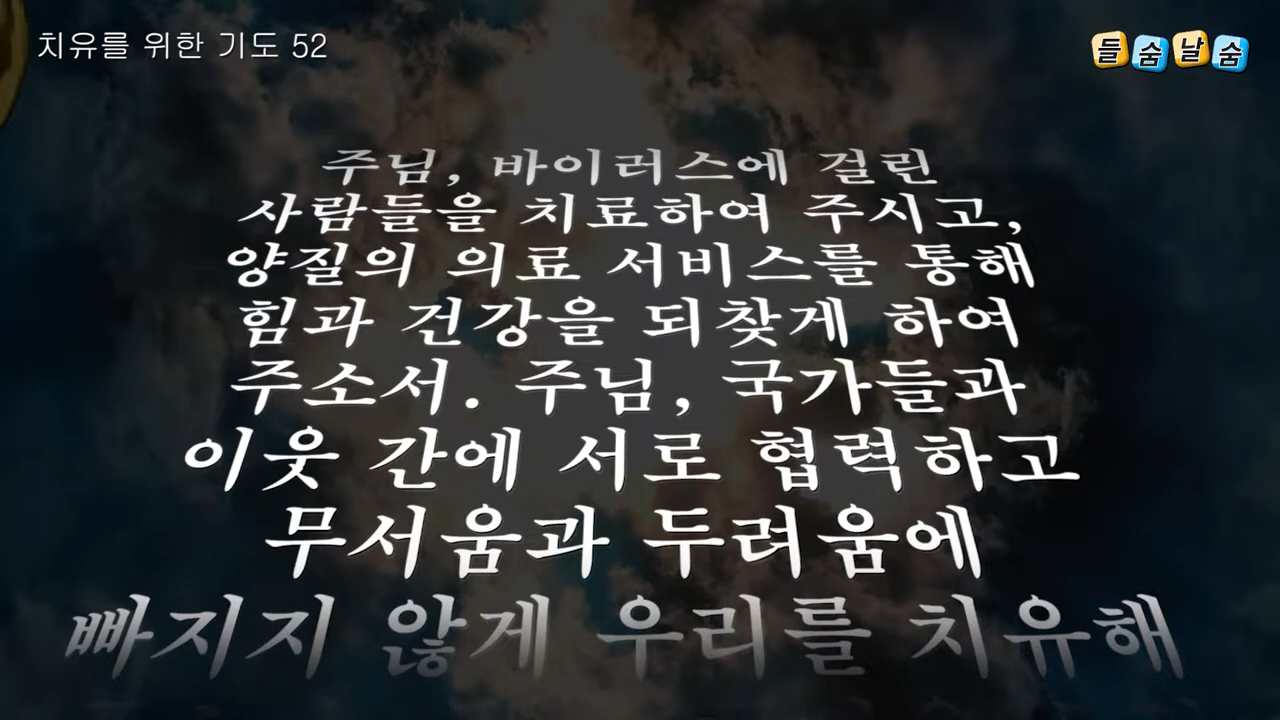 치유를 위한 기도 52
들숨날숨
주님, 바이러스에 걸린
사람들을 치료하여 주시고,
양질의 의료 서비스를 통해
힘과 건강을 되찾게 하여
주소서. 주님, 국가들과
이웃 간에 서로 협력하고
무서움과 두려움에
빠지지 않게 우리를 치유해